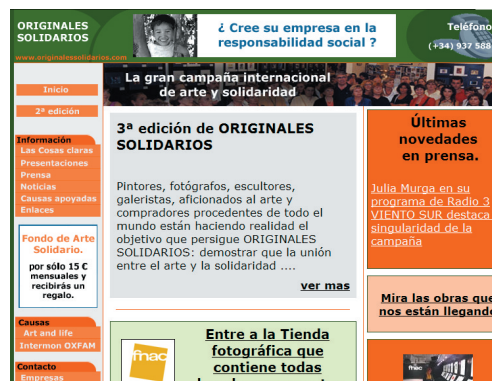 ORIGINALES
SOLIDARIOS
www.originalessolidarios.com
¿ Cree su empresa en la
responsabilidad social ?
Teléfono
(+34) 937 588
Inicio
2ª edición
Información
Las Cosas claras
Presentaciones
Prensa
Noticias
Causas apoyadas
Enlaces
Fondo de Arte
Solidario.
por sólo 15 €
mensuales y
recibirás un
regalo.
Causas
Art and life
Intermon OXFAM
Contacto
Empresas
La gran campaña internacional
de arte y solidaridad
3ª edición de ORIGINALES
SOLIDARIOS
Pintores, fotógrafos, escultores,
galeristas, aficionados al arte y
compradores procedentes de todo el
mundo están haciendo realidad el
objetivo que persigue ORIGINALES
SOLIDARIOS: demostrar que la unión
entre el arte y la solidaridad ....
ver mas
fnac
Entre a la Tienda
fotográfica que
contiene todas
Últimas
novedades
en prensa.
Julia Murga en su
programa de Radio 3
VIENTO SUR destaca
singularidad de la
campaña
Mira las obras que
nos están llegando
fnac